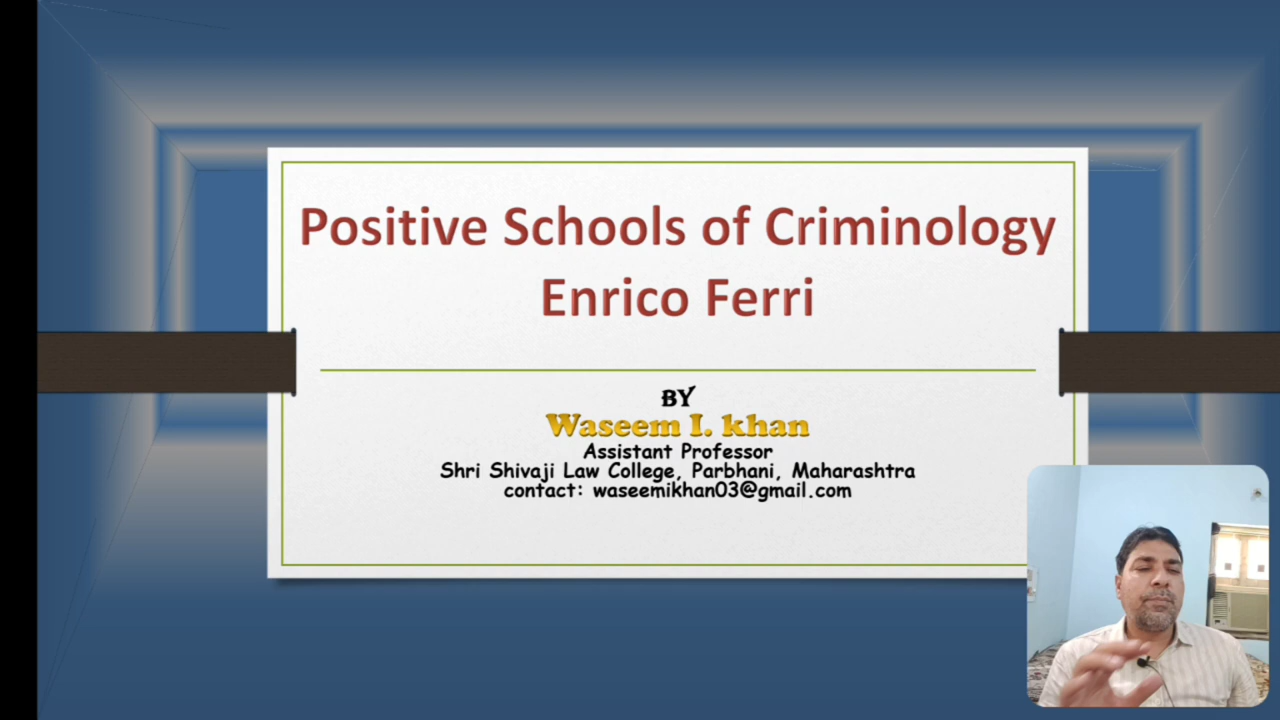 Positive Schools of Criminology
Enrico Ferri
BY
Waseem I. khan
Assistant Professor
Shri Shivaji Law College, Parbhani, Maharashtra
contact: waseemikhan03@gmail.com